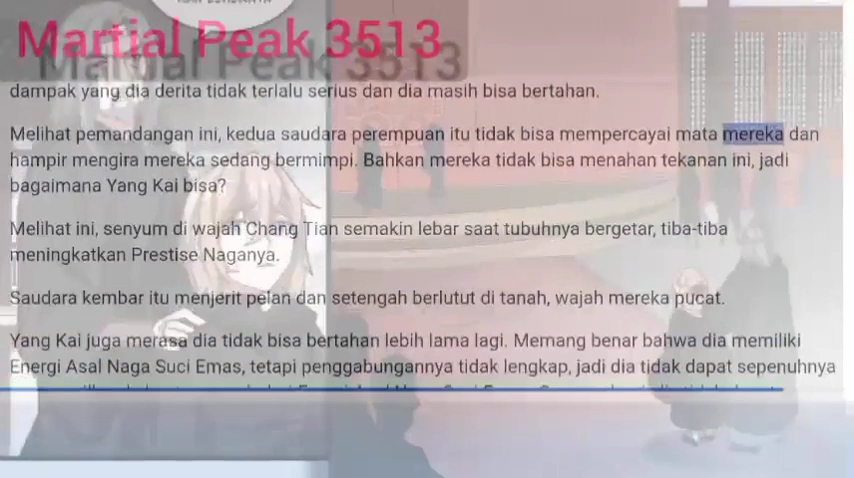 Martial Peak 3513
Martial Peak 3513
dampak yang dia derita tidak terlalu serius dan dia masih bisa bertahan.
Melihat pemandangan ini, kedua saudara perempuan itu tidak bisa mempercayai mata mereka dan
hampir mengira mereka sedang bermimpi. Bahkan mereka tidak bisa menahan tekanan ini, jadi
bagaimana Yang Kai bisa?
Melihat ini, senyum di wajah Chang Tian semakin lebar saat tubuhnya bergetar, tiba-tiba
meningkatkan Prestise Naganya.
Saudara kembar itu menjerit pelan dan setengah berlutut di tanah, wajah mereka pucat.
Yang Kai juga merasa dia tidak bisa bertahan lebih lama lagi. Memang benar bahwa dia memiliki
Energi Asal Naga Suci Emas, tetapi penggabungannya tidak lengkap, jadi dia tidak dapat sepenuhnya